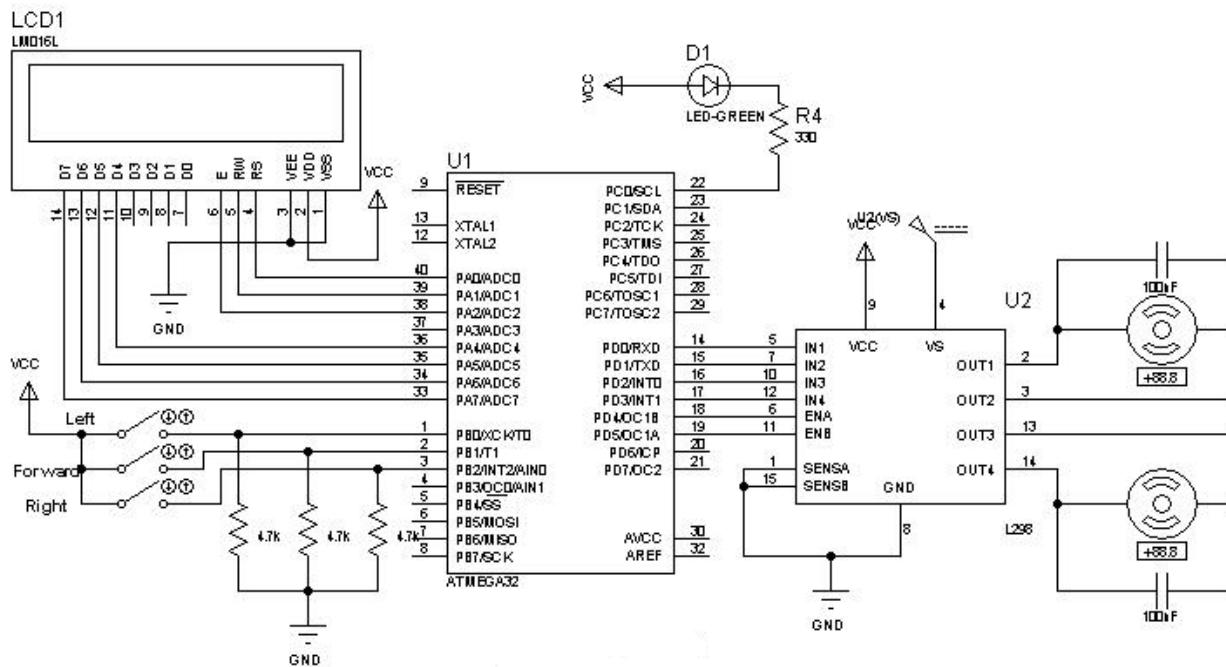 LCD1
LM016L
D7 D6 D5 D4 D3 D2 D1 D0 E RW RS VEE VDD VSS
14 13 12 11 10 9 8 7 6 5 4 3 2 1
VCC
GND
VCC
D1
LED-GREEN
R4
330
U1
9 RESET
13 XTAL1
12 XTAL2
40 PA0/ADC0
39 PA1/ADC1
38 PA2/ADC2
37 PA3/ADC3
36 PA4/ADC4
35 PA5/ADC5
34 PA6/ADC6
33 PA7/ADC7
1 PB0/XCK/T0
2 PB1/T1
3 PB2/INT2/AIN0
4 PB3/OC0/AIN1
5 PB4/SS
6 PB5/MOSI
7 PB6/MISO
8 PB7/SCK
PC0/SCL 22
PC1/SDA 23
PC2/TCK 24
PC3/TMS 25
PC4/TDO 26
PC5/TDI 27
PC6/TOSC1 28
PC7/TOSC2 29
PD0/RXD 14
PD1/TXD 15
PD2/INT0 16
PD3/INT1 17
PD4/OC1B 18
PD5/OC1A 19
PD6/ICP 20
PD7/OC2 21
AVCC 30
AREF 32
ATMEGA32
VCC
Left
Forward
Right
4.7k
4.7k
4.7k
GND
U2(VS)
VCC
9
4
U2
VCC
VS
5 IN1
7 IN2
10 IN3
12 IN4
6 ENA
11 ENB
1 SENSA
15 SENSB
GND
8
OUT1 2
OUT2 3
OUT3 13
OUT4 14
L298
GND
100nF
+88.8
+88.8
100nF